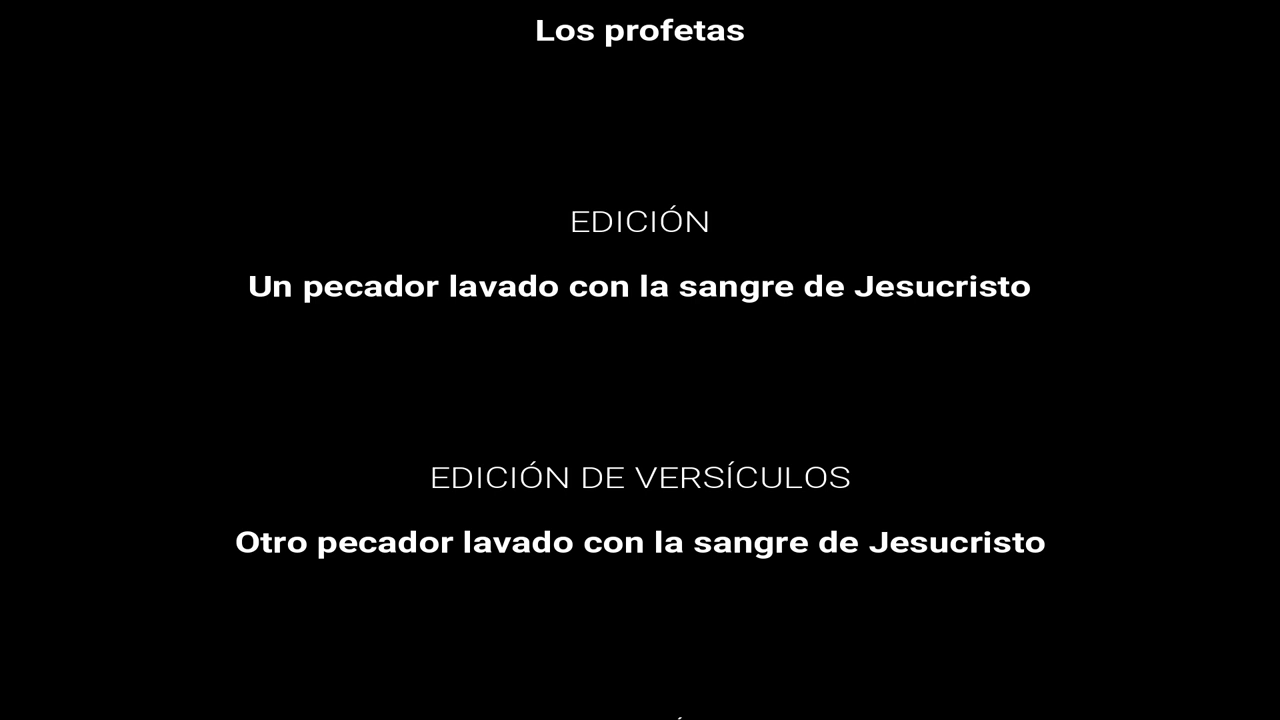 Los profetas
EDICIÓN
Un pecador lavado con la sangre de Jesucristo
EDICIÓN DE VERSÍCULOS
Otro pecador lavado con la sangre de Jesucristo